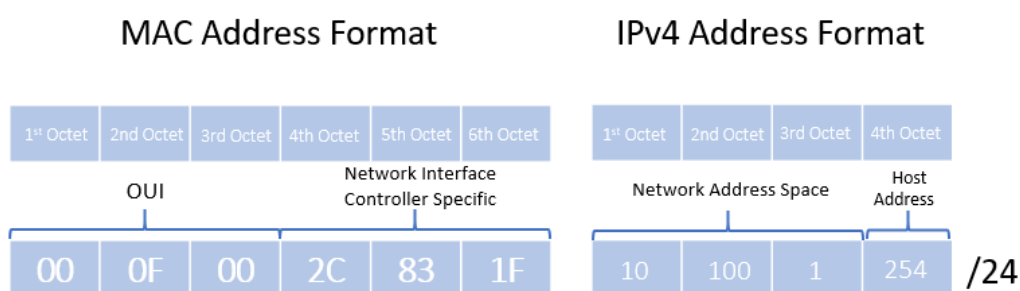 MAC Address Format
1st Octet 2nd Octet 3rd Octet 4th Octet 5th Octet 6th Octet
OUI
Network Interface
Controller Specific
00 0F 00 2C 83 1F
IPv4 Address Format
1st Octet 2nd Octet 3rd Octet 4th Octet
Network Address Space
Host
Address
10 100 1 254 /24